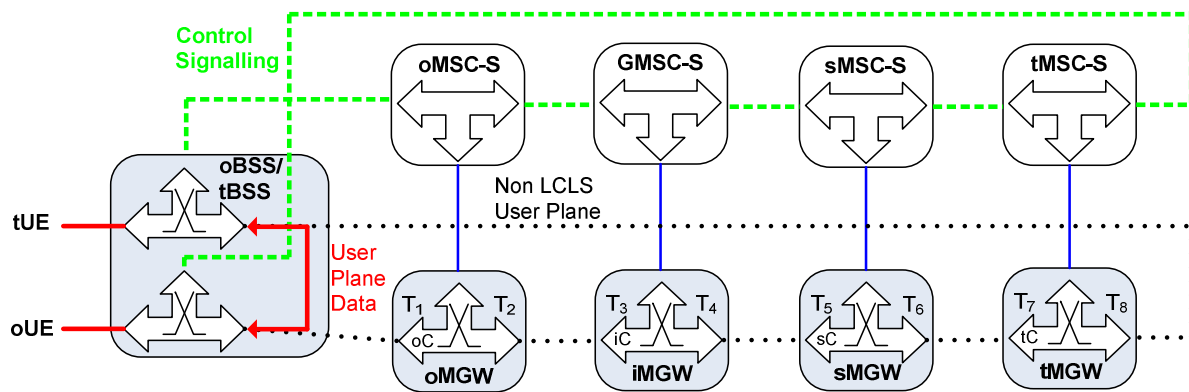 Control
Signalling
oMSC-S
GMSC-S
sMSC-S
tMSC-S
oBSS/
tBSS
Non LCLS
User Plane
tUE
User
Plane
Data
oUE
T1 T2
oC
oMGW
T3 T4
iC
iMGW
T5 T6
sC
sMGW
T7 T8
tC
tMGW